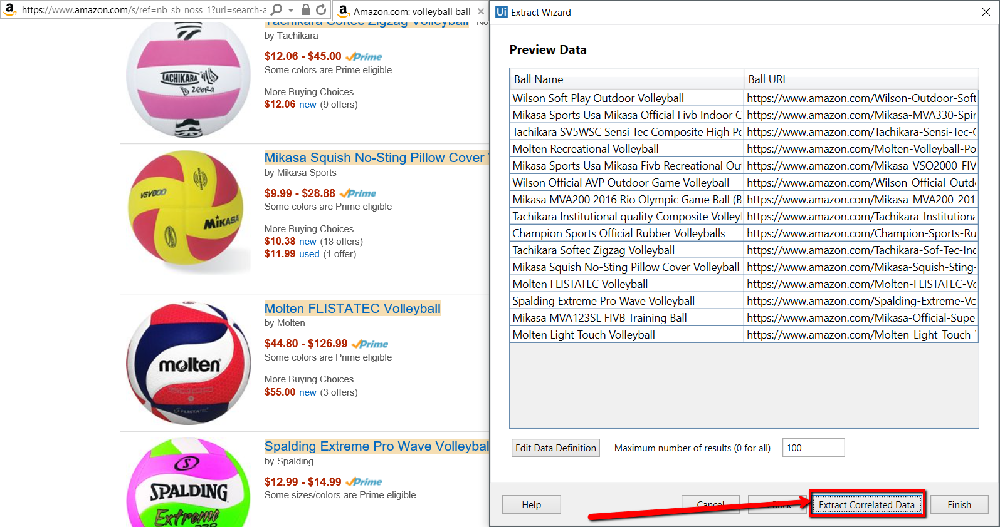 https://www.amazon.com/s/ref=nb_sb_noss_1?url=search-a
Amazon.com: volleyball ball
Tachikara Softec Zigzag Volleyball
by Tachikara
$12.06 - $45.00 Prime
Some colors are Prime eligible
More Buying Choices
$12.06 new (9 offers)
TACHIKARA
Zebra
Mikasa Squish No-Sting Pillow Cover
by Mikasa Sports
$9.99 - $28.88 Prime
Some colors are Prime eligible
More Buying Choices
$10.38 new (18 offers)
$11.99 used (1 offer)
VSV800
MIKASA
Molten FLISTATEC Volleyball
by Molten
$44.80 - $126.99 Prime
Some colors are Prime eligible
More Buying Choices
$55.00 new (3 offers)
molten
FLISTATEC
Spalding Extreme Pro Wave Volleyball
by Spalding
$12.99 - $14.99 Prime
Some sizes/colors are Prime eligible
S
SPALDING
Extreme
Ui Extract Wizard
Preview Data
Ball Name Ball URL
Wilson Soft Play Outdoor Volleyball https://www.amazon.com/Wilson-Outdoor-Soft
Mikasa Sports Usa Mikasa Official Fivb Indoor C https://www.amazon.com/Mikasa-MVA330-Spir
Tachikara SV5WSC Sensi Tec Composite High Pe https://www.amazon.com/Tachikara-Sensi-Tec-C
Molten Recreational Volleyball https://www.amazon.com/Molten-Volleyball-Po
Mikasa Sports Usa Mikasa Fivb Recreational Ou https://www.amazon.com/Mikasa-VSO2000-FIV
Wilson Official AVP Outdoor Game Volleyball https://www.amazon.com/Wilson-Official-Outd
Mikasa MVA200 2016 Rio Olympic Game Ball (B https://www.amazon.com/Mikasa-MVA200-201
Tachikara Institutional quality Composite Volley https://www.amazon.com/Tachikara-Institutiona
Champion Sports Official Rubber Volleyballs https://www.amazon.com/Champion-Sports-Ru
Tachikara Softec Zigzag Volleyball https://www.amazon.com/Tachikara-Sof-Tec-Inc
Mikasa Squish No-Sting Pillow Cover Volleyball https://www.amazon.com/Mikasa-Squish-Sting-
Molten FLISTATEC Volleyball https://www.amazon.com/Molten-FLISTATEC-Vo
Spalding Extreme Pro Wave Volleyball https://www.amazon.com/Spalding-Extreme-Vo
Mikasa MVA123SL FIVB Training Ball https://www.amazon.com/Mikasa-Official-Supe
Molten Light Touch Volleyball https://www.amazon.com/Molten-Light-Touch-
Edit Data Definition Maximum number of results (0 for all) 100
Help Cancel Back Extract Correlated Data Finish